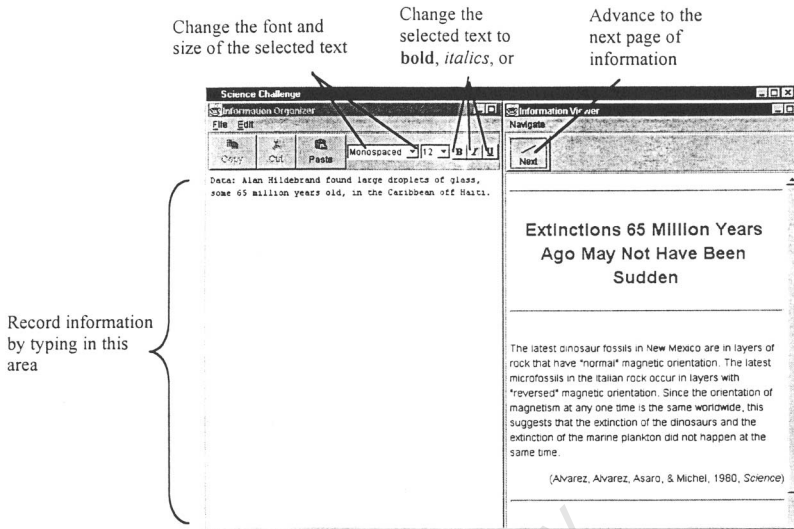 Change the font and
size of the selected text
Change the
selected text to
bold, italics, or
Advance to the
next page of
information
Science Challenge
Information Organizer
File Edit
Copy Cut Paste Monospaced 12 B I U
Data: Alan Hildebrand found large droplets of glass,
some 65 million years old, in the Caribbean off Haiti.
Record information
by typing in this
area
Information Viewer
Navigate
Next
Extinctions 65 Million Years
Ago May Not Have Been
Sudden
The latest dinosaur fossils in New Mexico are in layers of
rock that have "normal" magnetic orientation. The latest
microfossils in the Italian rock occur in layers with
"reversed" magnetic orientation. Since the orientation of
magnetism at any one time is the same worldwide, this
suggests that the extinction of the dinosaurs and the
extinction of the marine plankton did not happen at the
same time.
(Alvarez, Alvarez, Asaro, & Michel, 1980, Science)